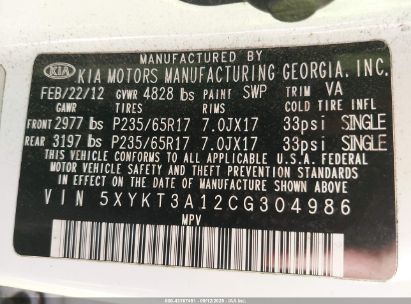 MANUFACTURED BY
KIA KIA MOTORS MANUFACTURING GEORGIA, INC.
FEB/22/12 GVWR 4828 lbs PAINT SWP TRIM VA
GAWR TIRES RIMS COLD TIRE INFL
FRONT 2977 lbs P235/65R17 7.0JX17 33psi SINGLE
REAR 3197 lbs P235/65R17 7.0JX17 33psi SINGLE
THIS VEHICLE CONFORMS TO ALL APPLICABLE U.S.A. FEDERAL
MOTOR VEHICLE SAFETY AND THEFT PREVENTION STANDARDS
IN EFFECT ON THE DATE OF MANUFACTURE SHOWN ABOVE.
VIN 5XYKT3A12CG304986
MPV